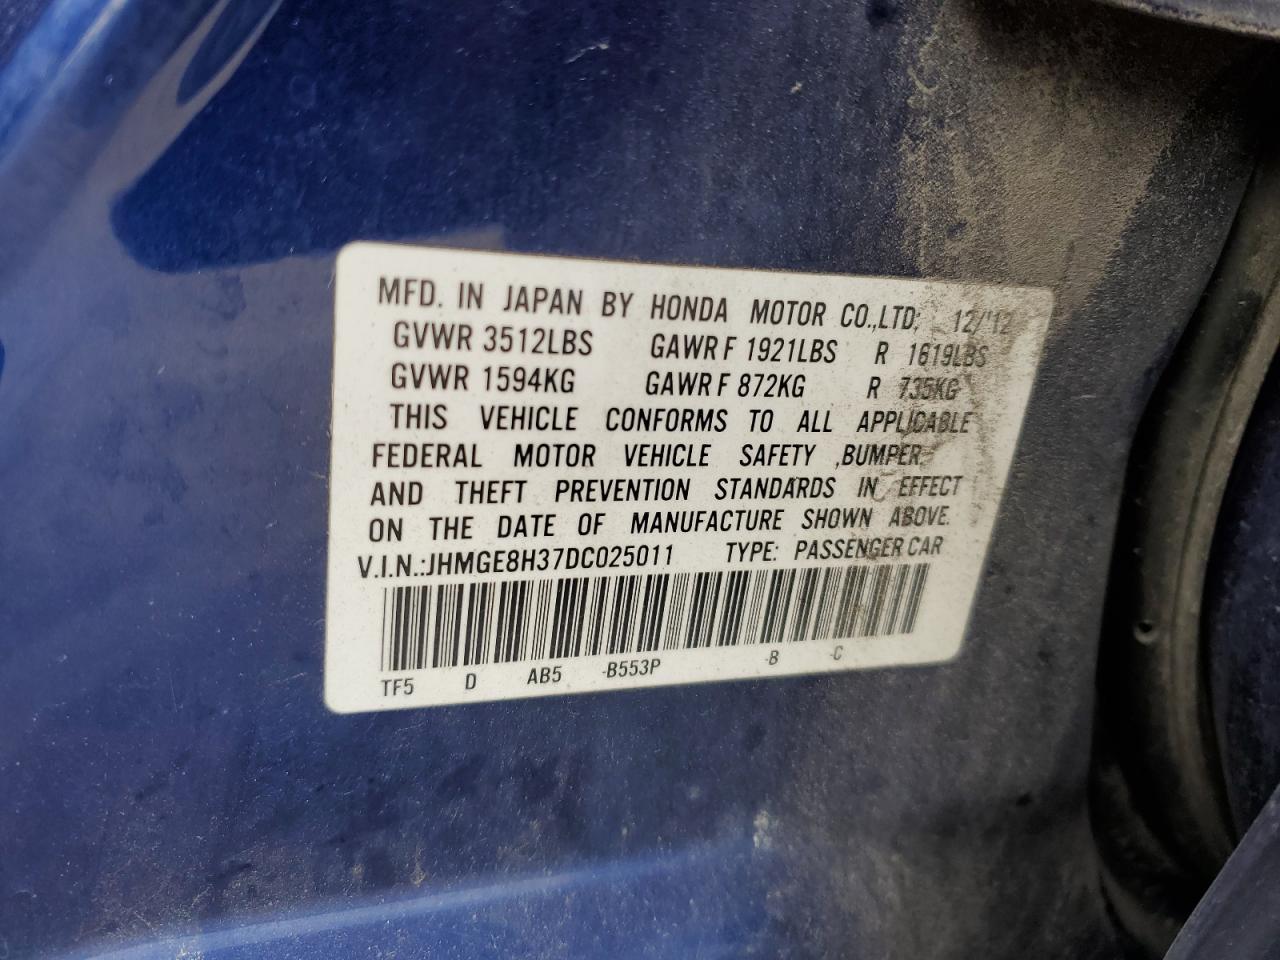 MFD. IN JAPAN BY HONDA MOTOR CO.,LTD; 12/'12
GVWR 3512LBS GAWR F 1921LBS R 1619LBS
GVWR 1594KG GAWR F 872KG R 735KG
THIS VEHICLE CONFORMS TO ALL APPLICABLE
FEDERAL MOTOR VEHICLE SAFETY ,BUMPER,
AND THEFT PREVENTION STANDARDS IN EFFECT
ON THE DATE OF MANUFACTURE SHOWN ABOVE.
V.I.N.:JHMGE8H37DC025011 TYPE: PASSENGER CAR
TF5 D AB5 -B553P -B -C